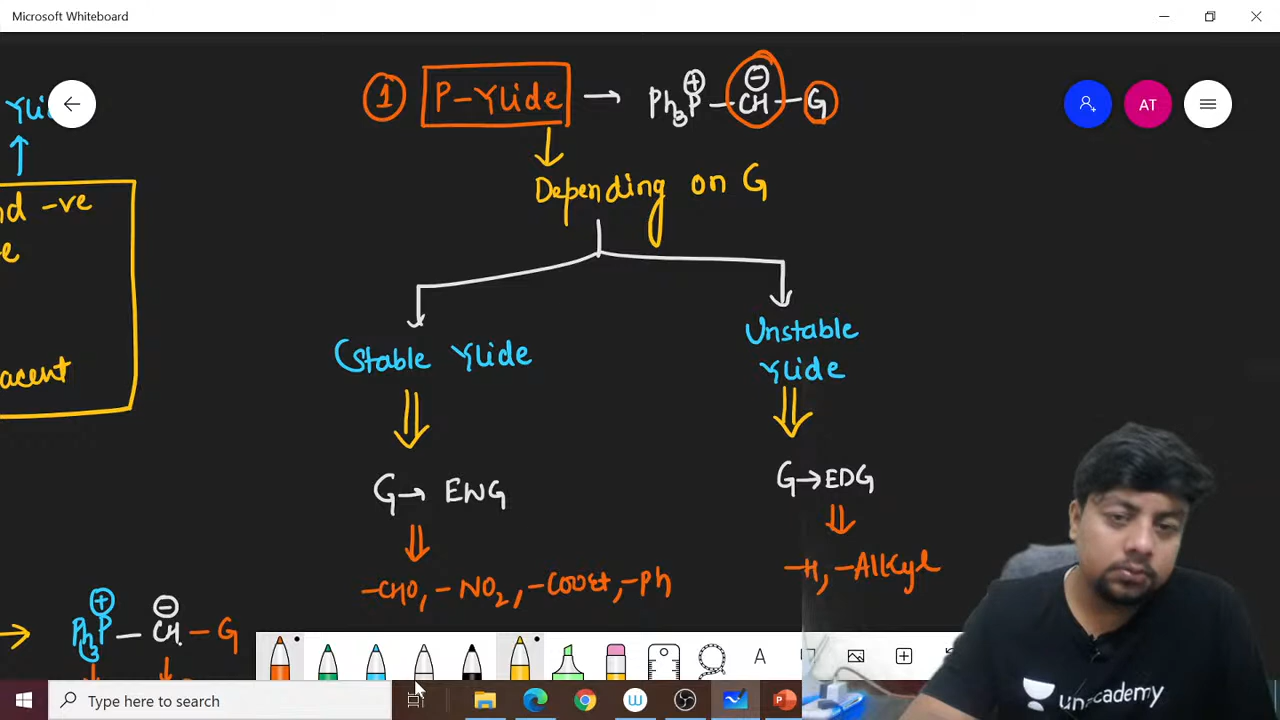 Microsoft Whiteboard
① P-Ylide → Ph₃P⊕ – CH⊖ – G
AT
Depending on G
nd -ve
e
acent
Stable Ylide
Unstable
Ylide
G → EWG
G → EDG
-CHO, -NO₂, -COOEt, -Ph
-H, -Alkyl
Ph₃P⊕ – CH⊖ – G
A
unacademy
Type here to search